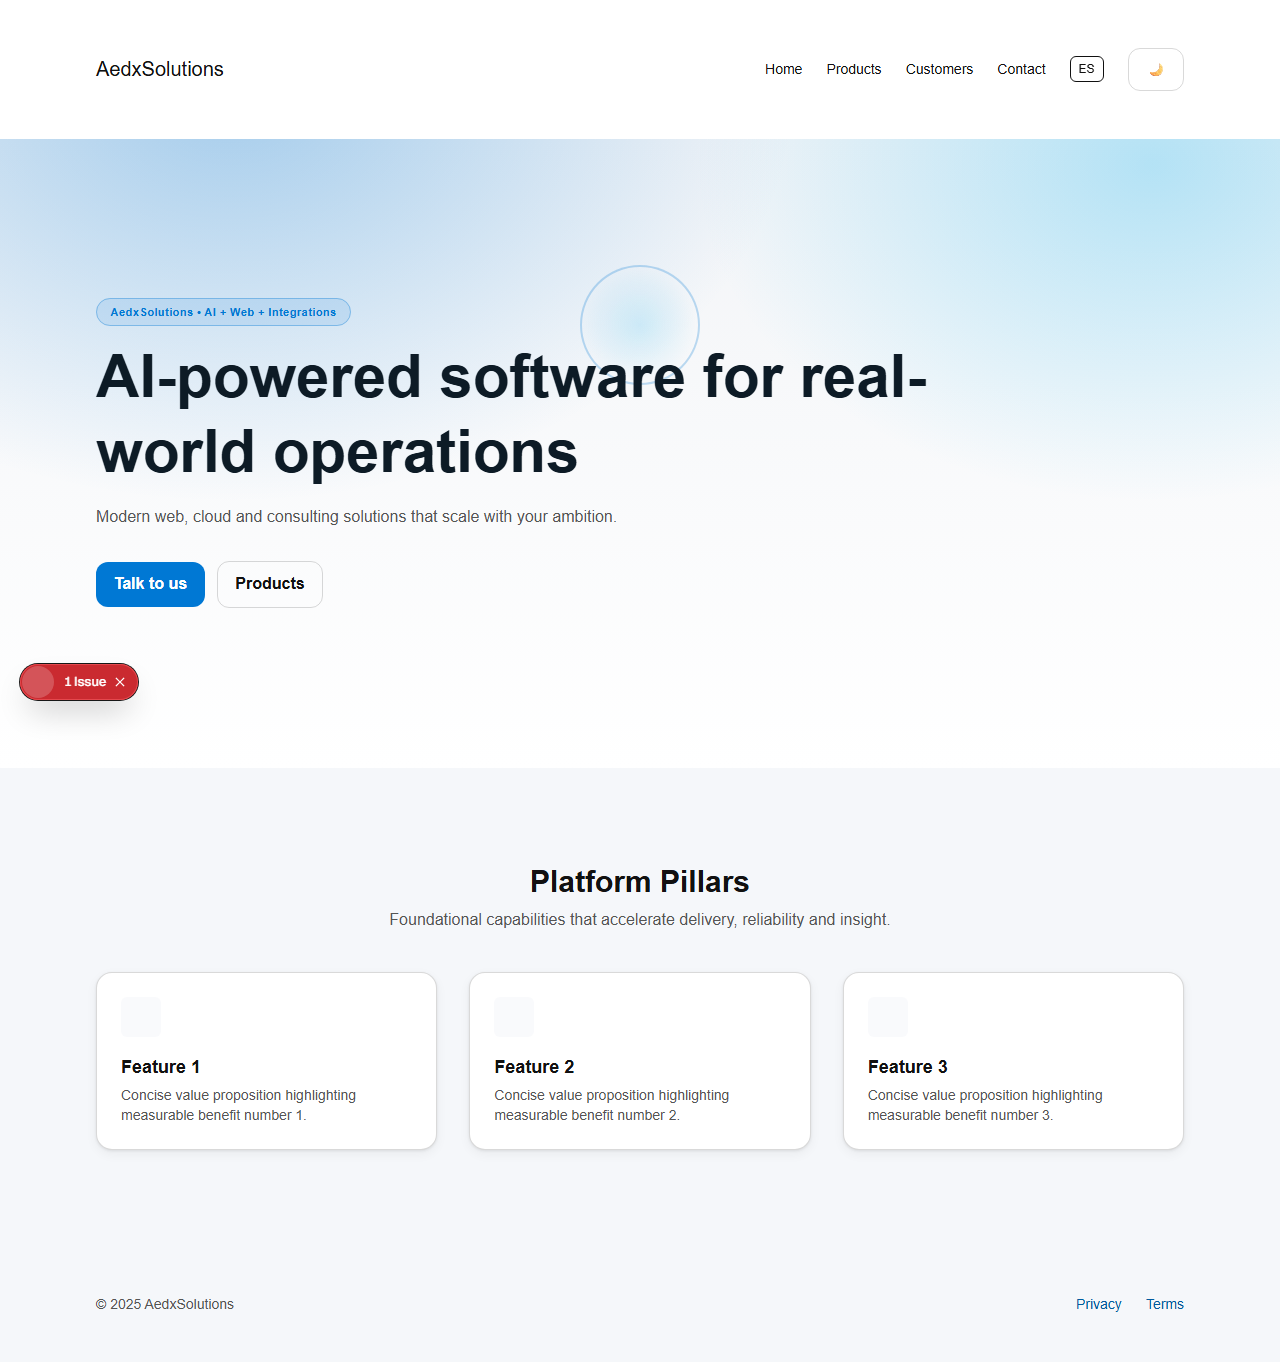 AedxSolutions
Home Products Customers Contact ES
AedxSolutions • AI + Web + Integrations
AI-powered software for real-
world operations
Modern web, cloud and consulting solutions that scale with your ambition.
Talk to us Products
1 Issue
Platform Pillars
Foundational capabilities that accelerate delivery, reliability and insight.
Feature 1
Concise value proposition highlighting
measurable benefit number 1.
Feature 2
Concise value proposition highlighting
measurable benefit number 2.
Feature 3
Concise value proposition highlighting
measurable benefit number 3.
© 2025 AedxSolutions
Privacy Terms